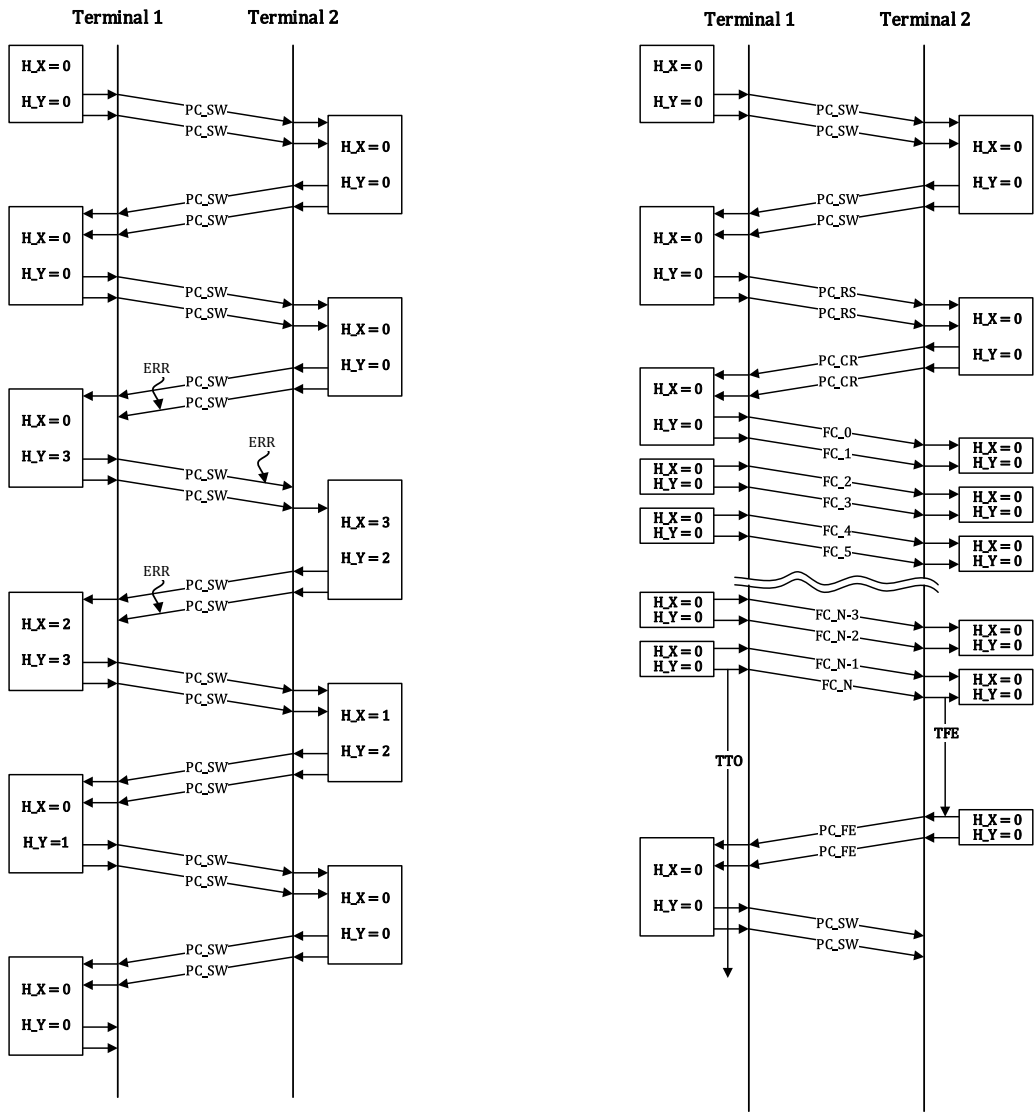 Terminal 1
Terminal 2
H_X = 0
H_Y = 0
PC_SW
PC_SW
H_X = 0
H_Y = 0
PC_SW
PC_SW
H_X = 0
H_Y = 0
PC_SW
PC_SW
H_X = 0
H_Y = 0
ERR
PC_SW
PC_SW
H_X = 0
H_Y = 3
ERR
PC_SW
PC_SW
H_X = 3
H_Y = 2
ERR
PC_SW
PC_SW
H_X = 2
H_Y = 3
PC_SW
PC_SW
H_X = 1
H_Y = 2
PC_SW
PC_SW
H_X = 0
H_Y =1
PC_SW
PC_SW
H_X = 0
H_Y = 0
PC_SW
PC_SW
H_X = 0
H_Y = 0
Terminal 1
Terminal 2
H_X = 0
H_Y = 0
PC_SW
PC_SW
H_X = 0
H_Y = 0
PC_SW
PC_SW
H_X = 0
H_Y = 0
PC_RS
PC_RS
H_X = 0
H_Y = 0
PC_CR
PC_CR
H_X = 0
H_Y = 0
FC_0
FC_1
H_X = 0
H_Y = 0
H_X = 0
H_Y = 0
FC_2
FC_3
H_X = 0
H_Y = 0
H_X = 0
H_Y = 0
FC_4
FC_5
H_X = 0
H_Y = 0
H_X = 0
H_Y = 0
FC_N-3
FC_N-2
H_X = 0
H_Y = 0
H_X = 0
H_Y = 0
FC_N-1
FC_N
H_X = 0
H_Y = 0
TFE
TTO
H_X = 0
H_Y = 0
PC_FE
PC_FE
H_X = 0
H_Y = 0
PC_SW
PC_SW